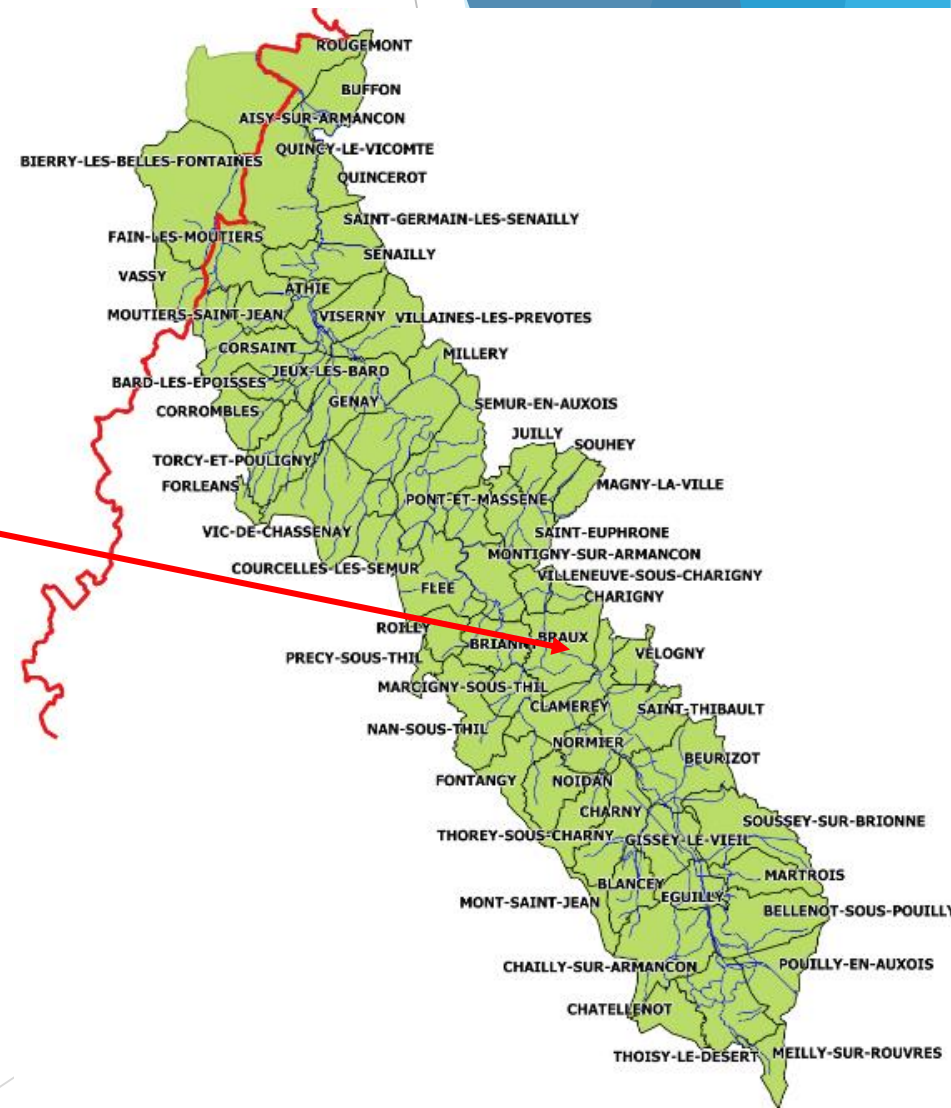 ROUGEMONT
BUFFON
AISY-SUR-ARMANCON
QUINCY-LE-VICOMTE
BIERRY-LES-BELLES-FONTAINES
QUINCEROT
SAINT-GERMAIN-LES-SENAILLY
FAIN-LES-MOUTIERS
SENAILLY
VASSY
ATHIE
MOUTIERS-SAINT-JEAN
VISERNY
VILLAINES-LES-PREVOTES
CORSAINT
MILLERY
JEUX-LES-BARD
BARD-LES-EPOISSES
GENAY
SEMUR-EN-AUXOIS
CORROMBLES
JUILLY
SOUHEY
TORCY-ET-POULIGNY
FORLEANS
MAGNY-LA-VILLE
PONT-ET-MASSENE
VIC-DE-CHASSENAY
SAINT-EUPHRONE
MONTIGNY-SUR-ARMANCON
COURCELLES-LES-SEMUR
VILLENEUVE-SOUS-CHARIGNY
FLEE
CHARIGNY
ROILLY
BRIANNY
BRAUX
VELOGNY
PRECY-SOUS-THIL
MARCIGNY-SOUS-THIL
CLAMEREY
SAINT-THIBAULT
NAN-SOUS-THIL
NORMIER
BEURIZOT
FONTANGY
NOIDAN
CHARNY
SOUSSEY-SUR-BRIONNE
THOREY-SOUS-CHARNY
GISSEY-LE-VIEIL
MARTROIS
BLANCEY
EGUILLY
MONT-SAINT-JEAN
BELLENOT-SOUS-POUILLY
CHAILLY-SUR-ARMANCON
POUILLY-EN-AUXOIS
CHATELLENOT
THOISY-LE-DESERT
MEILLY-SUR-ROUVRES